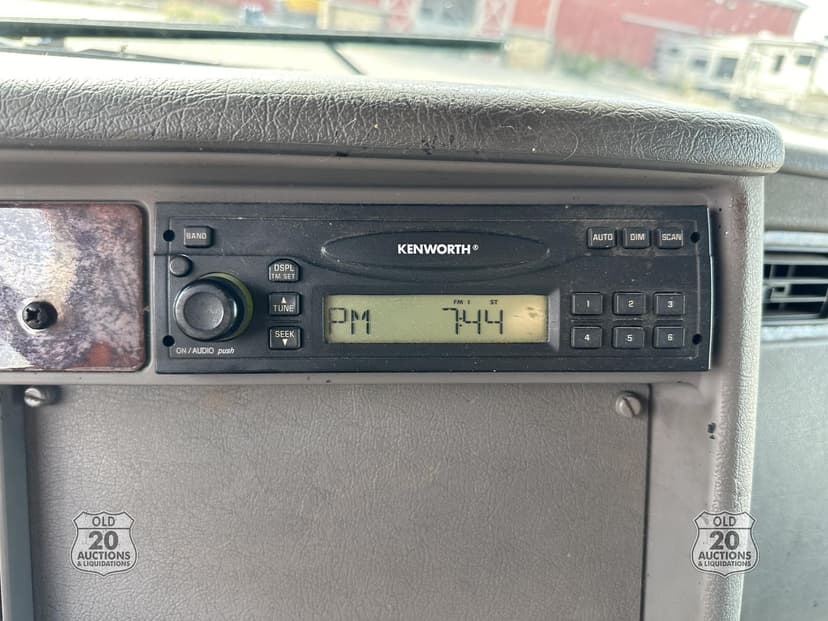 BAND
KENWORTH®
AUTO DIM SCAN
DSPL
TM SET
▲
TUNE
SEEK
▼
FM 1 ST
PM 7:44
1 2 3
4 5 6
ON/AUDIO push
OLD
20
AUCTIONS
& LIQUIDATIONS
OLD
20
AUCTIONS
& LIQUIDATIONS